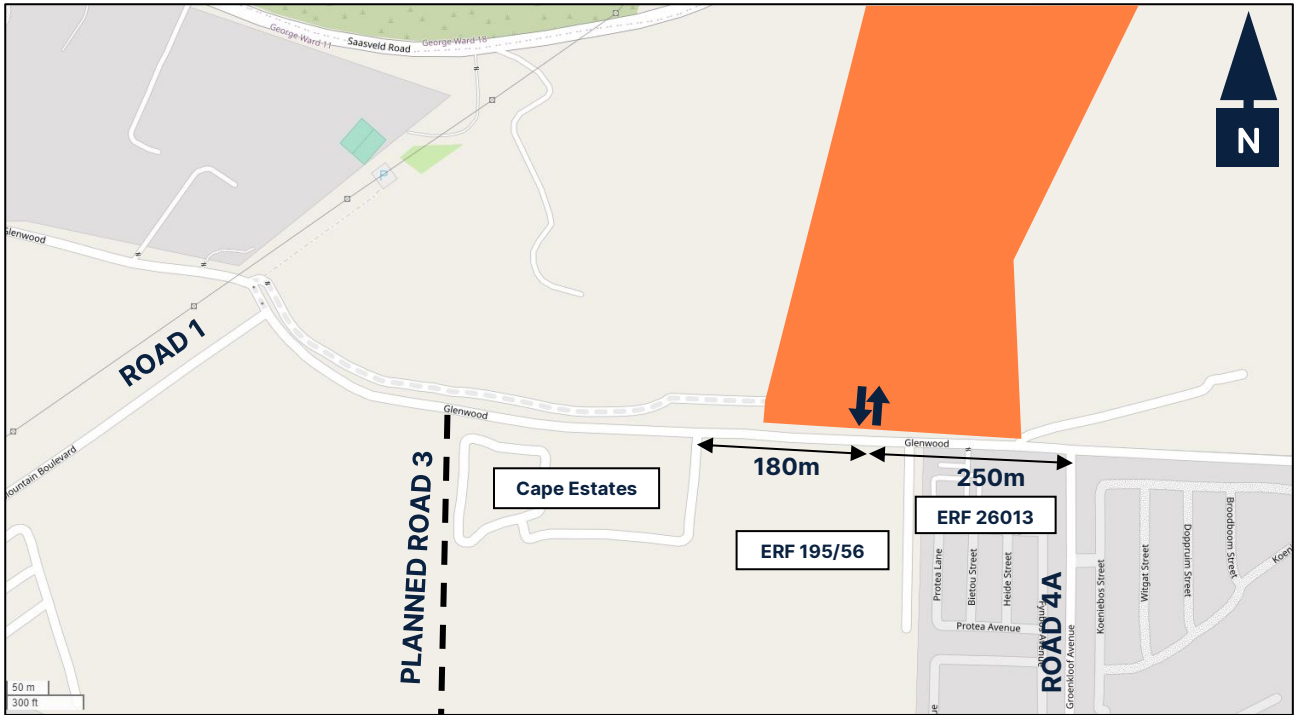 George Ward 11
Saasveld Road
George Ward 18
N
P
Glenwood
ROAD 1
Glenwood
Mountain Boulevard
PLANNED ROAD 3
Cape Estates
180m
Glenwood
250m
ERF 26013
ERF 195/56
Protea Lane
Bietou Street
Heide Street
Fynbos Avenue
Protea Avenue
ROAD 4A
Groenkloof Avenue
Koeniebos Street
Witgat Street
Doppruim Street
Broodboom Street
50 m
300 ft